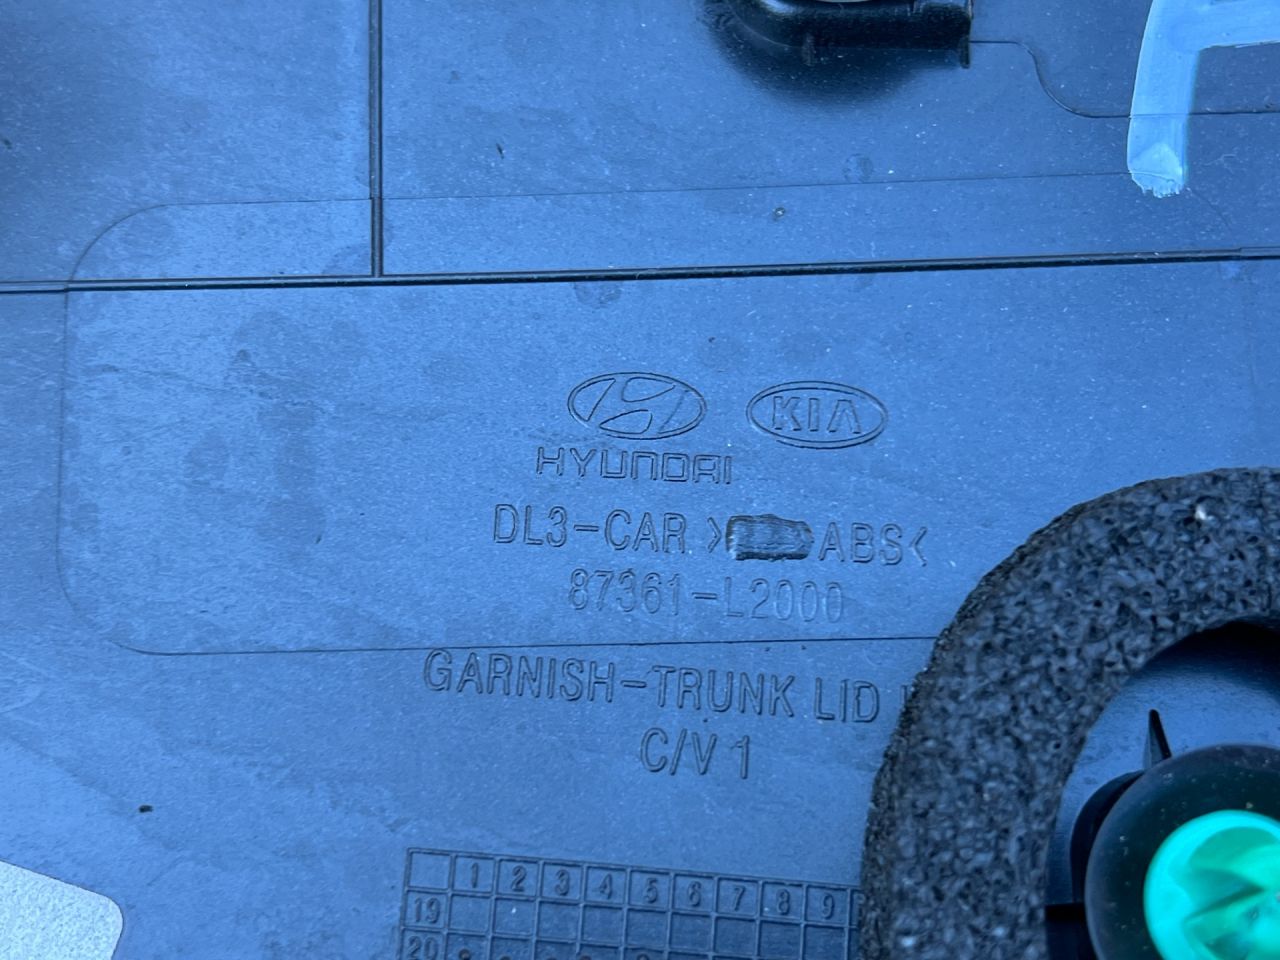 KIA
HYUNDAI
DL3-CAR >ABS<
87361-L2000
GARNISH-TRUNK LID
C/V 1
1 2 3 4 5 6 7 8 9
19
20